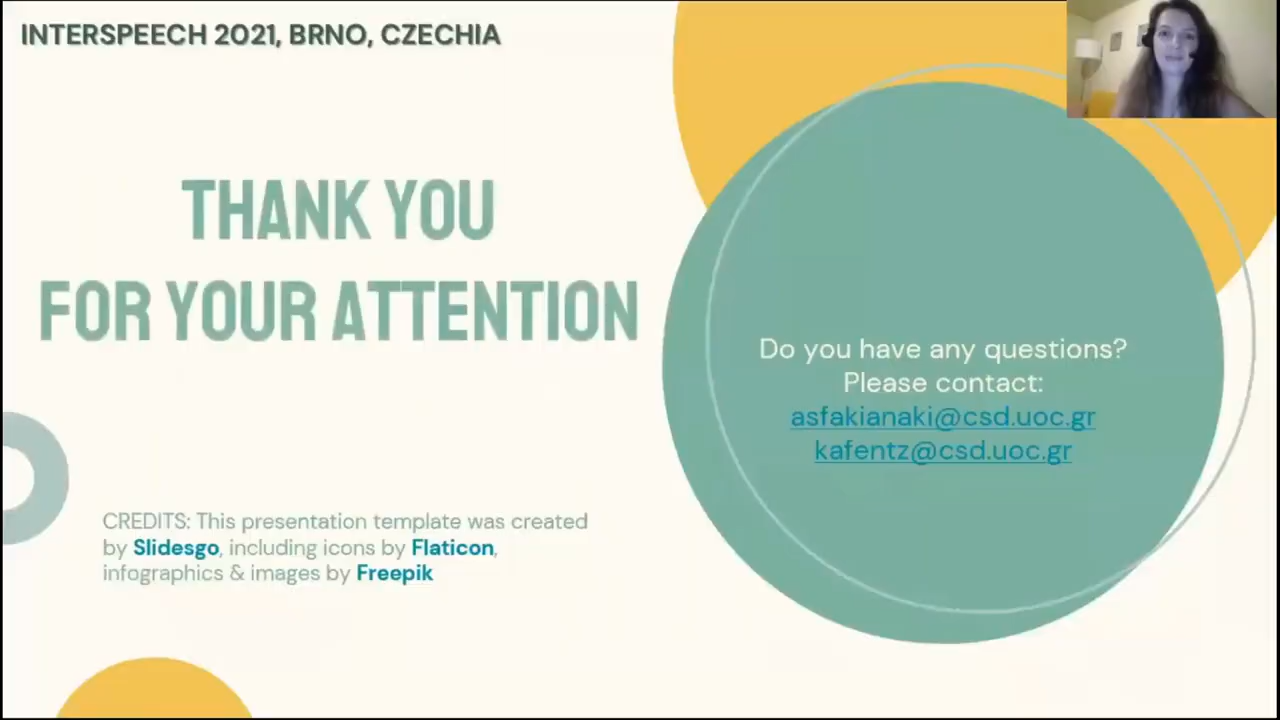 INTERSPEECH 2021, BRNO, CZECHIA
THANK YOU
FOR YOUR ATTENTION
Do you have any questions?
Please contact:
asfakianaki@csd.uoc.gr
kafentz@csd.uoc.gr
CREDITS: This presentation template was created
by Slidesgo, including icons by Flaticon,
infographics & images by Freepik